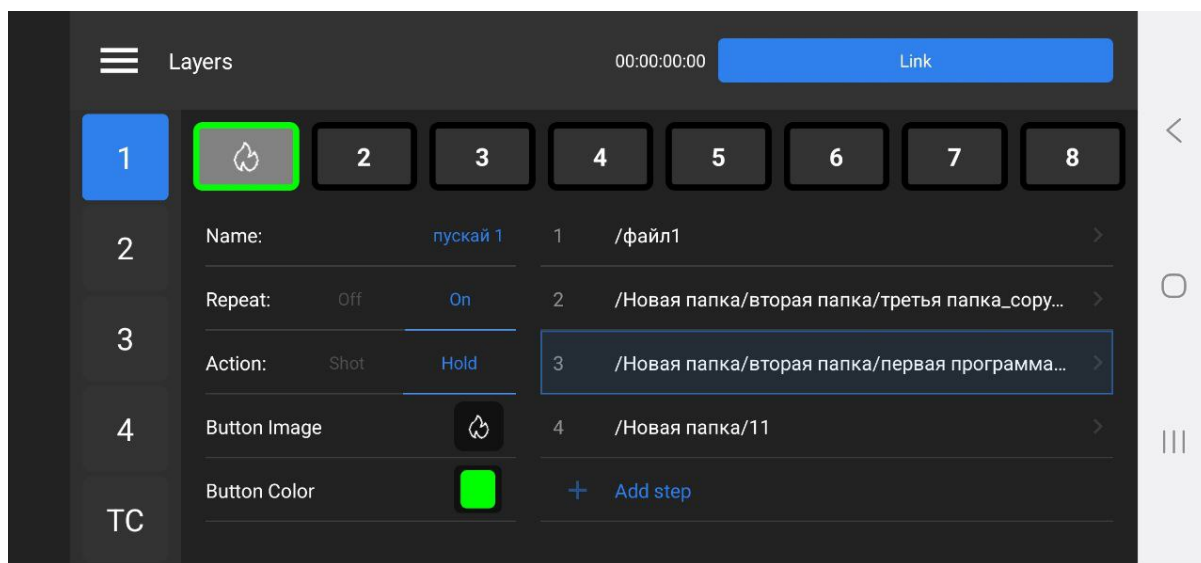 Layers 00:00:00:00 Link
1 2 3 4 5 6 7 8
2 Name: пускай 1 1 /файл1
Repeat: Off On 2 /Новая папка/вторая папка/третья папка_copy...
3 Action: Shot Hold 3 /Новая папка/вторая папка/первая программа...
4 Button Image 4 /Новая папка/11
Button Color + Add step
TC